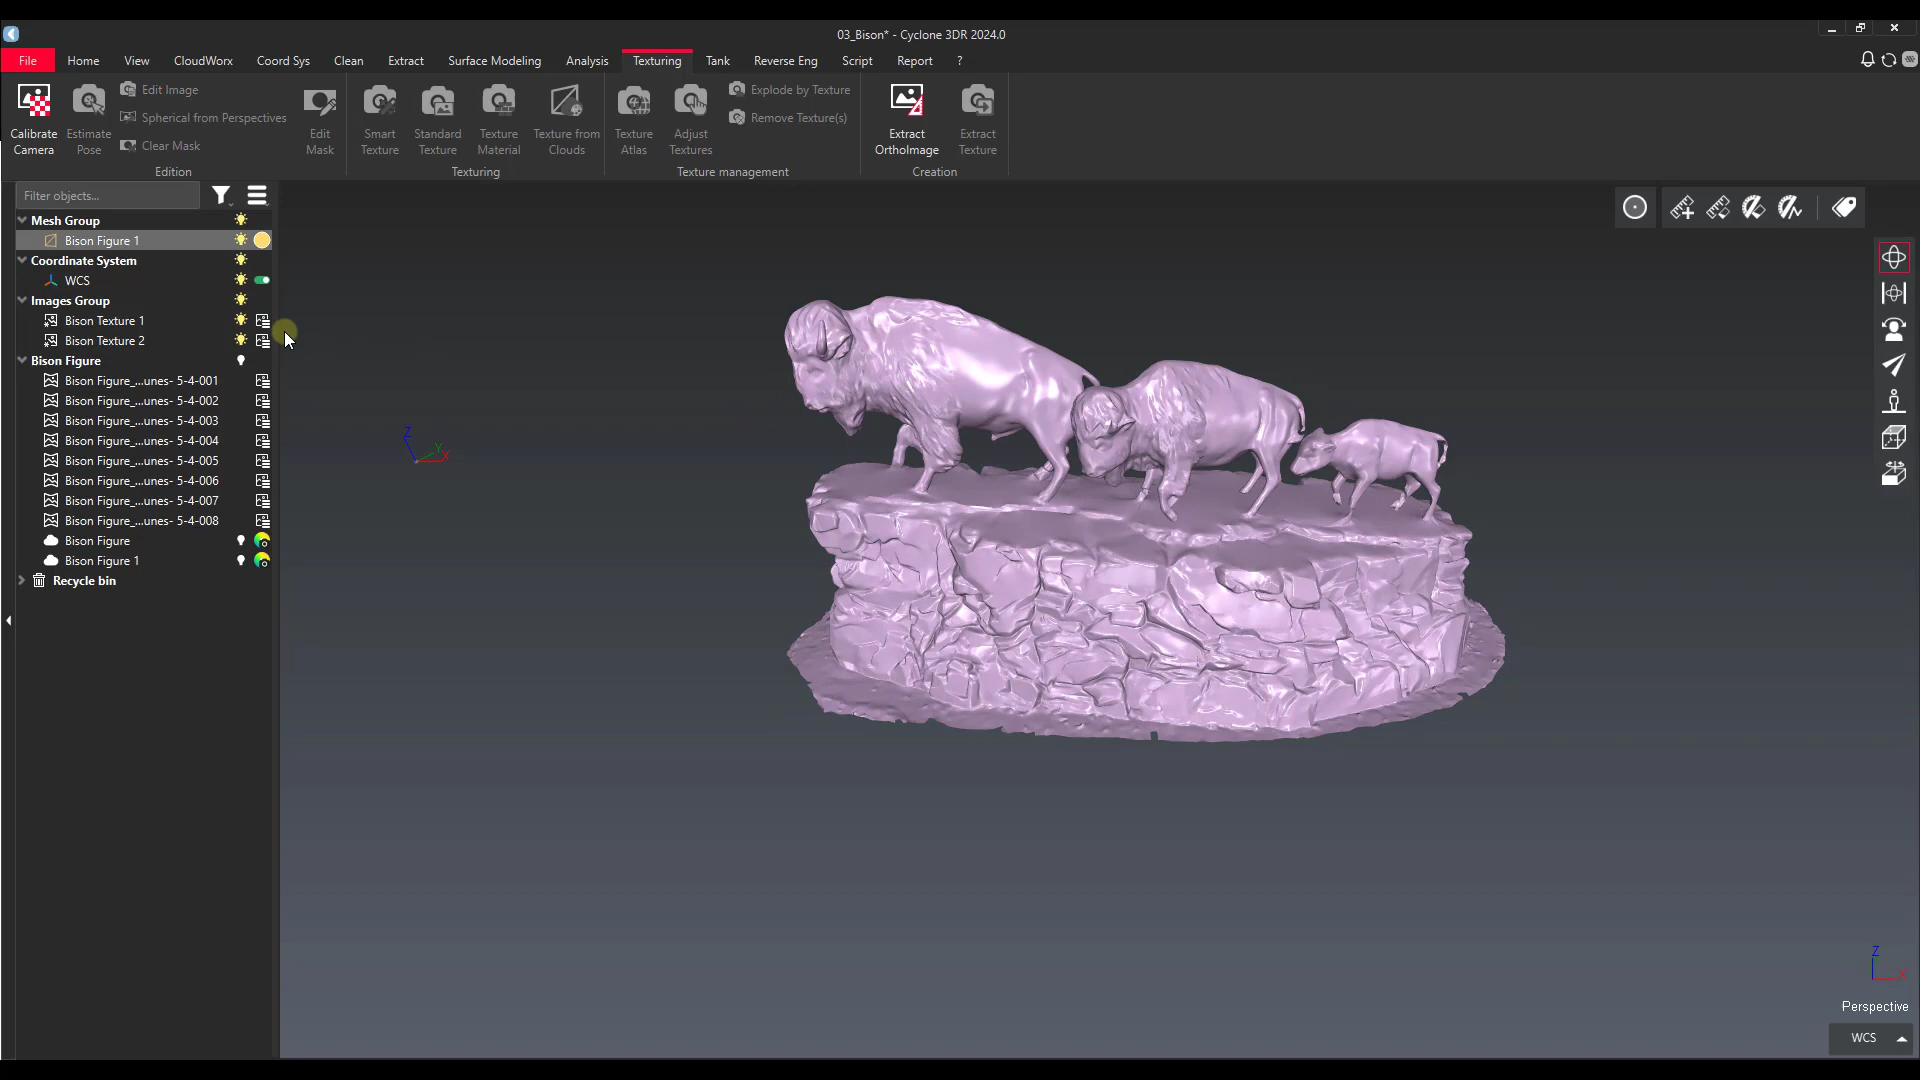 03_Bison* - Cyclone 3DR 2024.0
File Home View CloudWorx Coord Sys Clean Extract Surface Modeling Analysis Texturing Tank Reverse Eng Script Report ?
Calibrate Camera
Estimate Pose
Edit Image
Spherical from Perspectives
Clear Mask
Edit Mask
Edition
Smart Texture
Standard Texture
Texture Material
Texture from Clouds
Texturing
Texture Atlas
Adjust Textures
Explode by Texture
Remove Texture(s)
Texture management
Extract OrthoImage
Extract Texture
Creation
Filter objects...
Mesh Group
Bison Figure 1
Coordinate System
WCS
Images Group
Bison Texture 1
Bison Texture 2
Bison Figure
Bison Figure_...unes- 5-4-001
Bison Figure_...unes- 5-4-002
Bison Figure_...unes- 5-4-003
Bison Figure_...unes- 5-4-004
Bison Figure_...unes- 5-4-005
Bison Figure_...unes- 5-4-006
Bison Figure_...unes- 5-4-007
Bison Figure_...unes- 5-4-008
Bison Figure
Bison Figure 1
Recycle bin
Z
Y
X
Z
X
Perspective
WCS